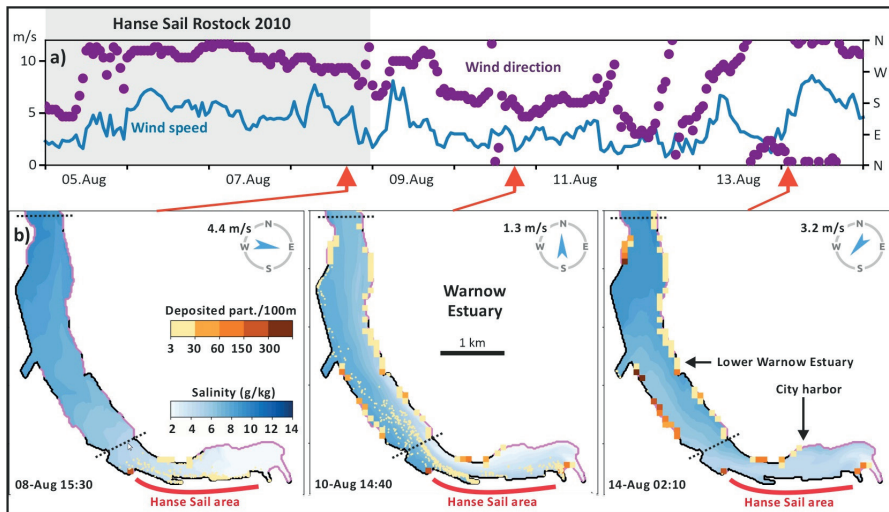 Hanse Sail Rostock 2010
m/s
a)
10
5
0
Wind direction
Wind speed
N
W
S
E
N
05.Aug
07.Aug
09.Aug
11.Aug
13.Aug
b)
4.4 m/s
N
W
E
S
Deposited part./100m
3
30
60
150
300
Salinity (g/kg)
2
4
6
8
10
12
14
08-Aug 15:30
Hanse Sail area
1.3 m/s
N
W
E
S
Warnow
Estuary
1 km
10-Aug 14:40
Hanse Sail area
3.2 m/s
N
W
E
S
Lower Warnow Estuary
City harbor
14-Aug 02:10
Hanse Sail area